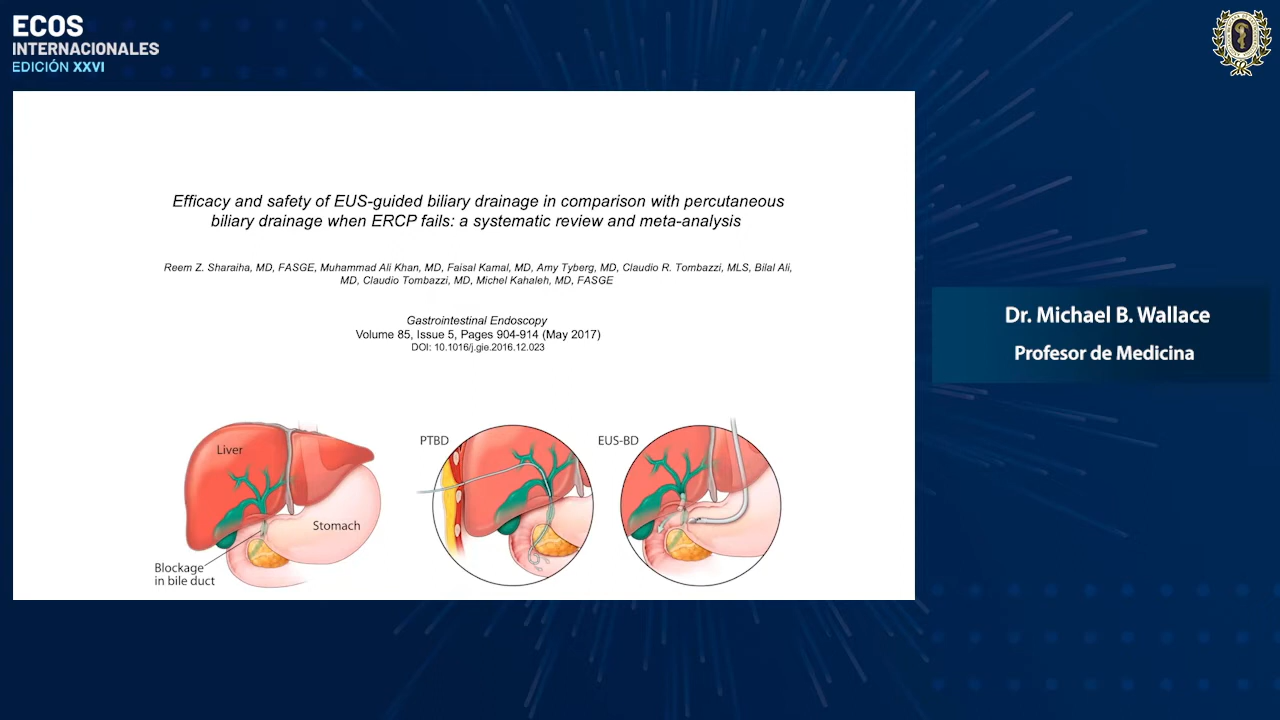 ECOS
INTERNACIONALES
EDICIÓN XXVI
Efficacy and safety of EUS-guided biliary drainage in comparison with percutaneous
biliary drainage when ERCP fails: a systematic review and meta-analysis
Reem Z. Sharaiha, MD, FASGE, Muhammad Ali Khan, MD, Faisal Kamal, MD, Amy Tyberg, MD, Claudio R. Tombazzi, MLS, Bilal Ali,
MD, Claudio Tombazzi, MD, Michel Kahaleh, MD, FASGE
Gastrointestinal Endoscopy
Volume 85, Issue 5, Pages 904-914 (May 2017)
DOI: 10.1016/j.gie.2016.12.023
Liver
Stomach
Blockage
in bile duct
PTBD
EUS-BD
Dr. Michael B. Wallace
Profesor de Medicina